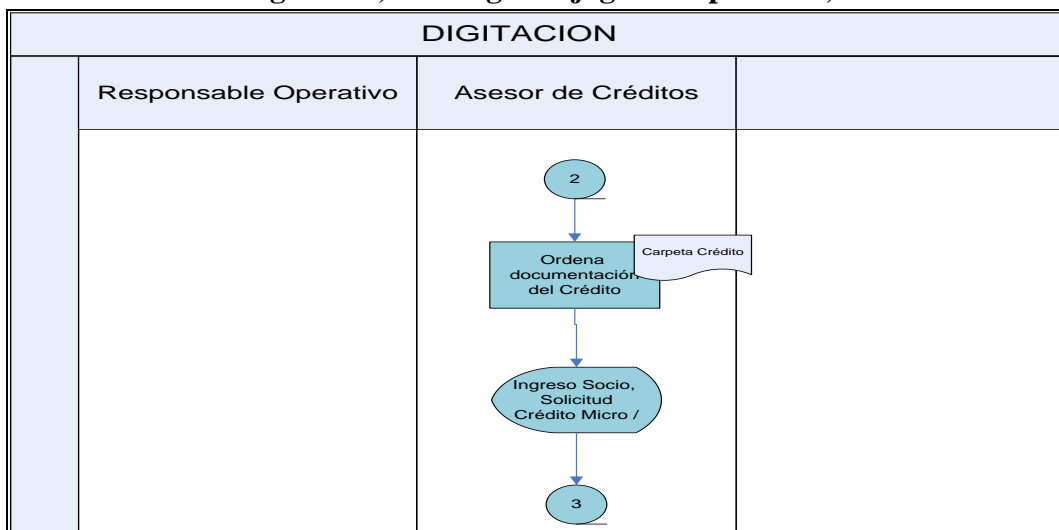 DIGITACION
Responsable Operativo
Asesor de Créditos
2
Carpeta Crédito
Ordena
documentación
del Crédito
Ingreso Socio,
Solicitud
Crédito Micro /
3